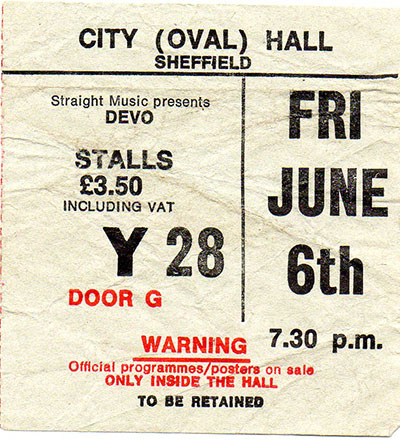 CITY (OVAL) HALL
SHEFFIELD
Straight Music presents
DEVO
STALLS
£3.50
INCLUDING VAT
Y 28
DOOR G
FRI
JUNE
6th
7.30 p.m.
WARNING
Official programmes/posters on sale
ONLY INSIDE THE HALL
TO BE RETAINED